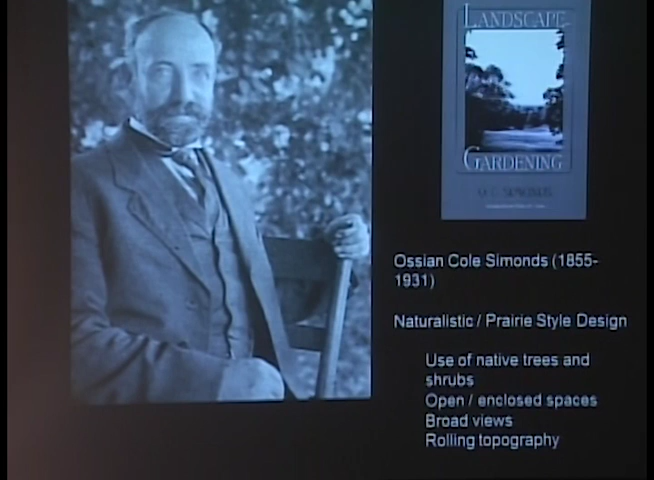 LANDSCAPE
GARDENING
O. C. SIMONDS
Ossian Cole Simonds (1855-
1931)
Naturalistic / Prairie Style Design
Use of native trees and
shrubs
Open / enclosed spaces
Broad views
Rolling topography